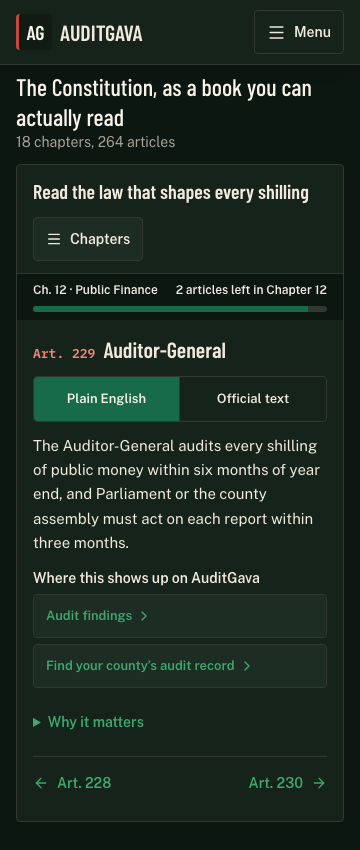 AG AUDITGAVA
Menu
The Constitution, as a book you can
actually read
18 chapters, 264 articles
Read the law that shapes every shilling
Chapters
Ch. 12 · Public Finance
2 articles left in Chapter 12
Art. 229 Auditor-General
Plain English
Official text
The Auditor-General audits every shilling
of public money within six months of year
end, and Parliament or the county
assembly must act on each report within
three months.
Where this shows up on AuditGava
Audit findings
Find your county's audit record
Why it matters
Art. 228
Art. 230